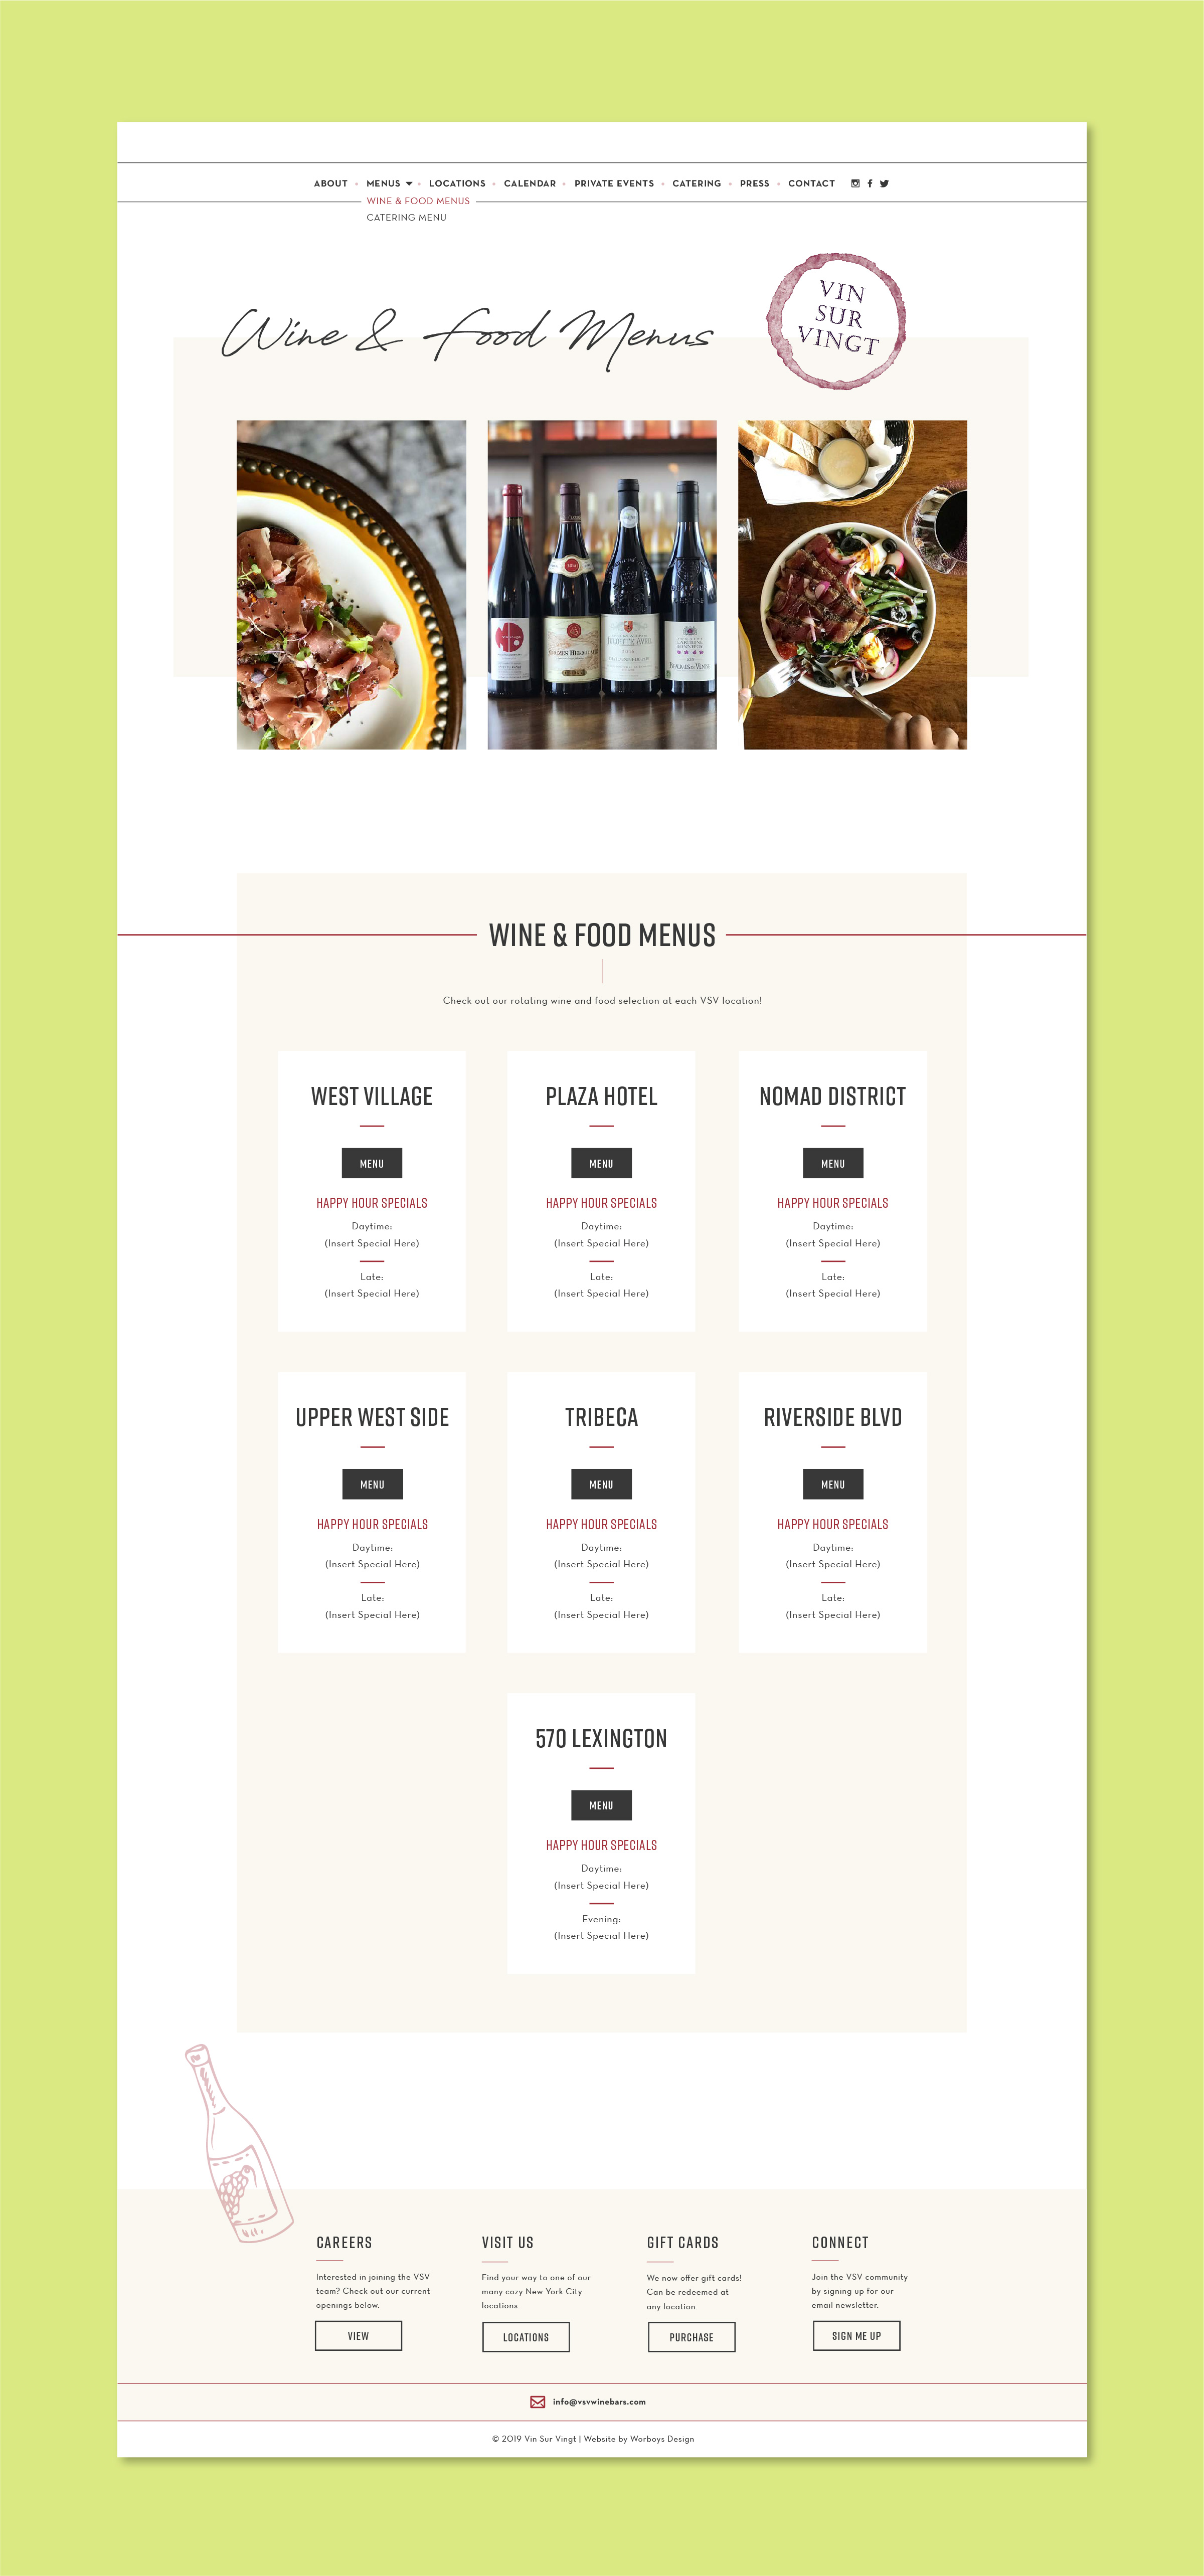 ABOUT • MENUS • LOCATIONS • CALENDAR • PRIVATE EVENTS • CATERING • PRESS • CONTACT
WINE & FOOD MENUS
CATERING MENU
Wine & Food Menus
VIN
SUR
VINGT
WINE & FOOD MENUS
Check out our rotating wine and food selection at each VSV location!
WEST VILLAGE
MENU
HAPPY HOUR SPECIALS
Daytime:
(Insert Special Here)
Late:
(Insert Special Here)
PLAZA HOTEL
MENU
HAPPY HOUR SPECIALS
Daytime:
(Insert Special Here)
Late:
(Insert Special Here)
NOMAD DISTRICT
MENU
HAPPY HOUR SPECIALS
Daytime:
(Insert Special Here)
Late:
(Insert Special Here)
UPPER WEST SIDE
MENU
HAPPY HOUR SPECIALS
Daytime:
(Insert Special Here)
Late:
(Insert Special Here)
TRIBECA
MENU
HAPPY HOUR SPECIALS
Daytime:
(Insert Special Here)
Late:
(Insert Special Here)
RIVERSIDE BLVD
MENU
HAPPY HOUR SPECIALS
Daytime:
(Insert Special Here)
Late:
(Insert Special Here)
570 LEXINGTON
MENU
HAPPY HOUR SPECIALS
Daytime:
(Insert Special Here)
Evening:
(Insert Special Here)
CAREERS
Interested in joining the VSV
team? Check out our current
openings below.
VIEW
VISIT US
Find your way to one of our
many cozy New York City
locations.
LOCATIONS
GIFT CARDS
We now offer gift cards!
Can be redeemed at
any location.
PURCHASE
CONNECT
Join the VSV community
by signing up for our
email newsletter.
SIGN ME UP
info@vsvwinebars.com
© 2019 Vin Sur Vingt | Website by Worboys Design